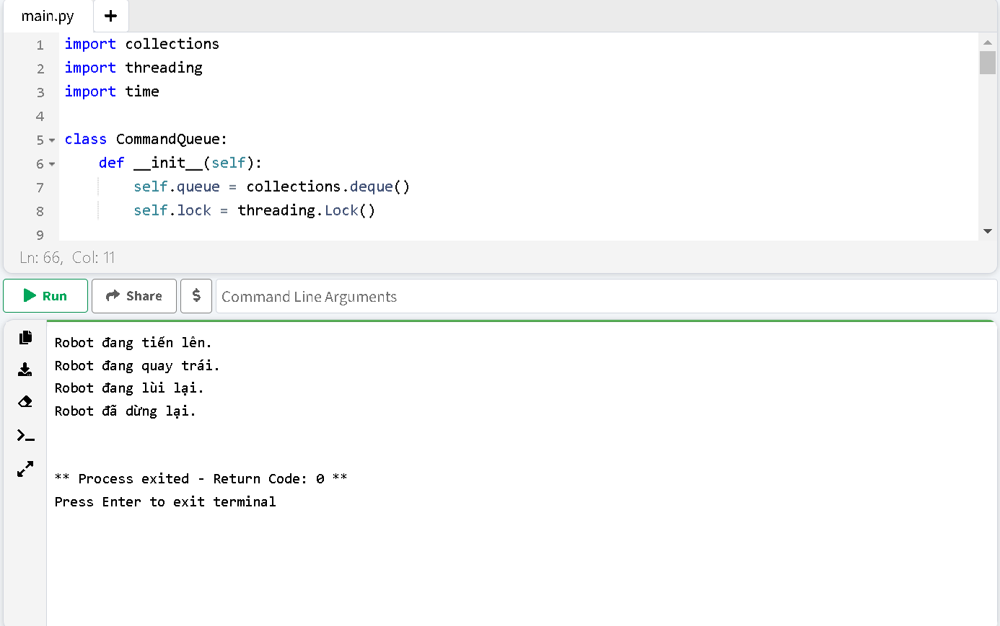 main.py +
1 import collections
2 import threading
3 import time
4
5 class CommandQueue:
6 def __init__(self):
7 self.queue = collections.deque()
8 self.lock = threading.Lock()
9
Ln: 66, Col: 11
Run Share $ Command Line Arguments
Robot đang tiến lên.
Robot đang quay trái.
Robot đang lùi lại.
Robot đã dừng lại.
** Process exited - Return Code: 0 **
Press Enter to exit terminal